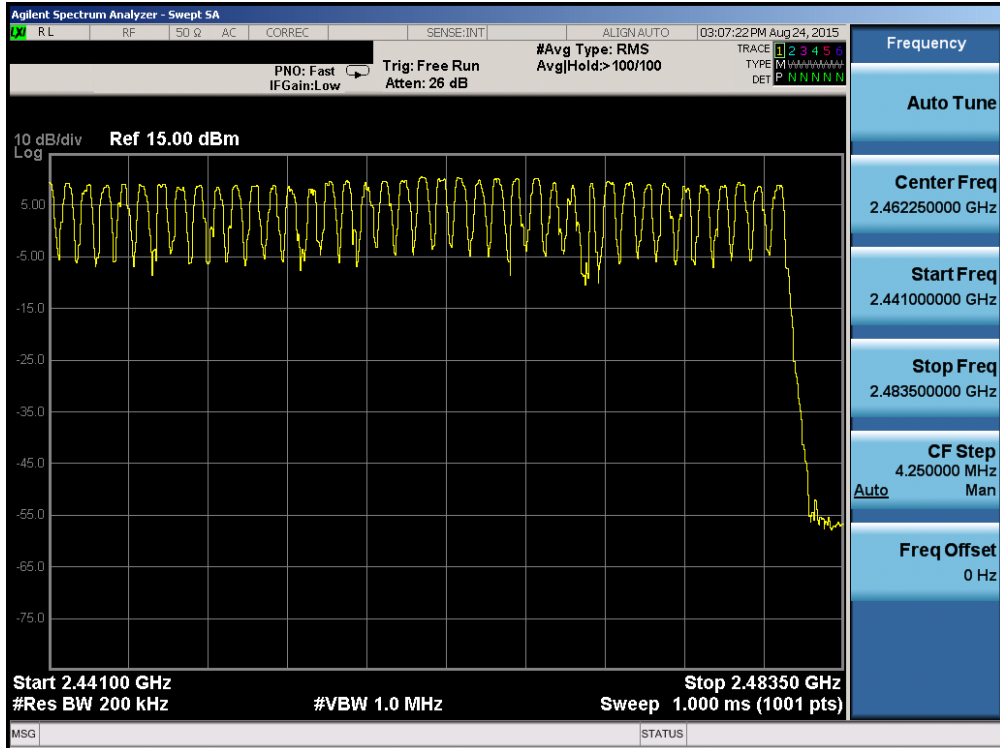 Agilent Spectrum Analyzer - Swept SA
LXI RL RF 50 Ω AC CORREC SENSE:INT ALIGN AUTO 03:07:22 PM Aug 24, 2015
PNO: Fast
IFGain:Low
Trig: Free Run
Atten: 26 dB
#Avg Type: RMS
Avg|Hold:>100/100
TRACE 1 2 3 4 5 6
TYPE M
DET P N N N N N
10 dB/div Ref 15.00 dBm
Log
5.00
-5.00
-15.0
-25.0
-35.0
-45.0
-55.0
-65.0
-75.0
Start 2.44100 GHz Stop 2.48350 GHz
#Res BW 200 kHz #VBW 1.0 MHz Sweep 1.000 ms (1001 pts)
MSG STATUS
Frequency
Auto Tune
Center Freq
2.462250000 GHz
Start Freq
2.441000000 GHz
Stop Freq
2.483500000 GHz
CF Step
4.250000 MHz
Auto Man
Freq Offset
0 Hz